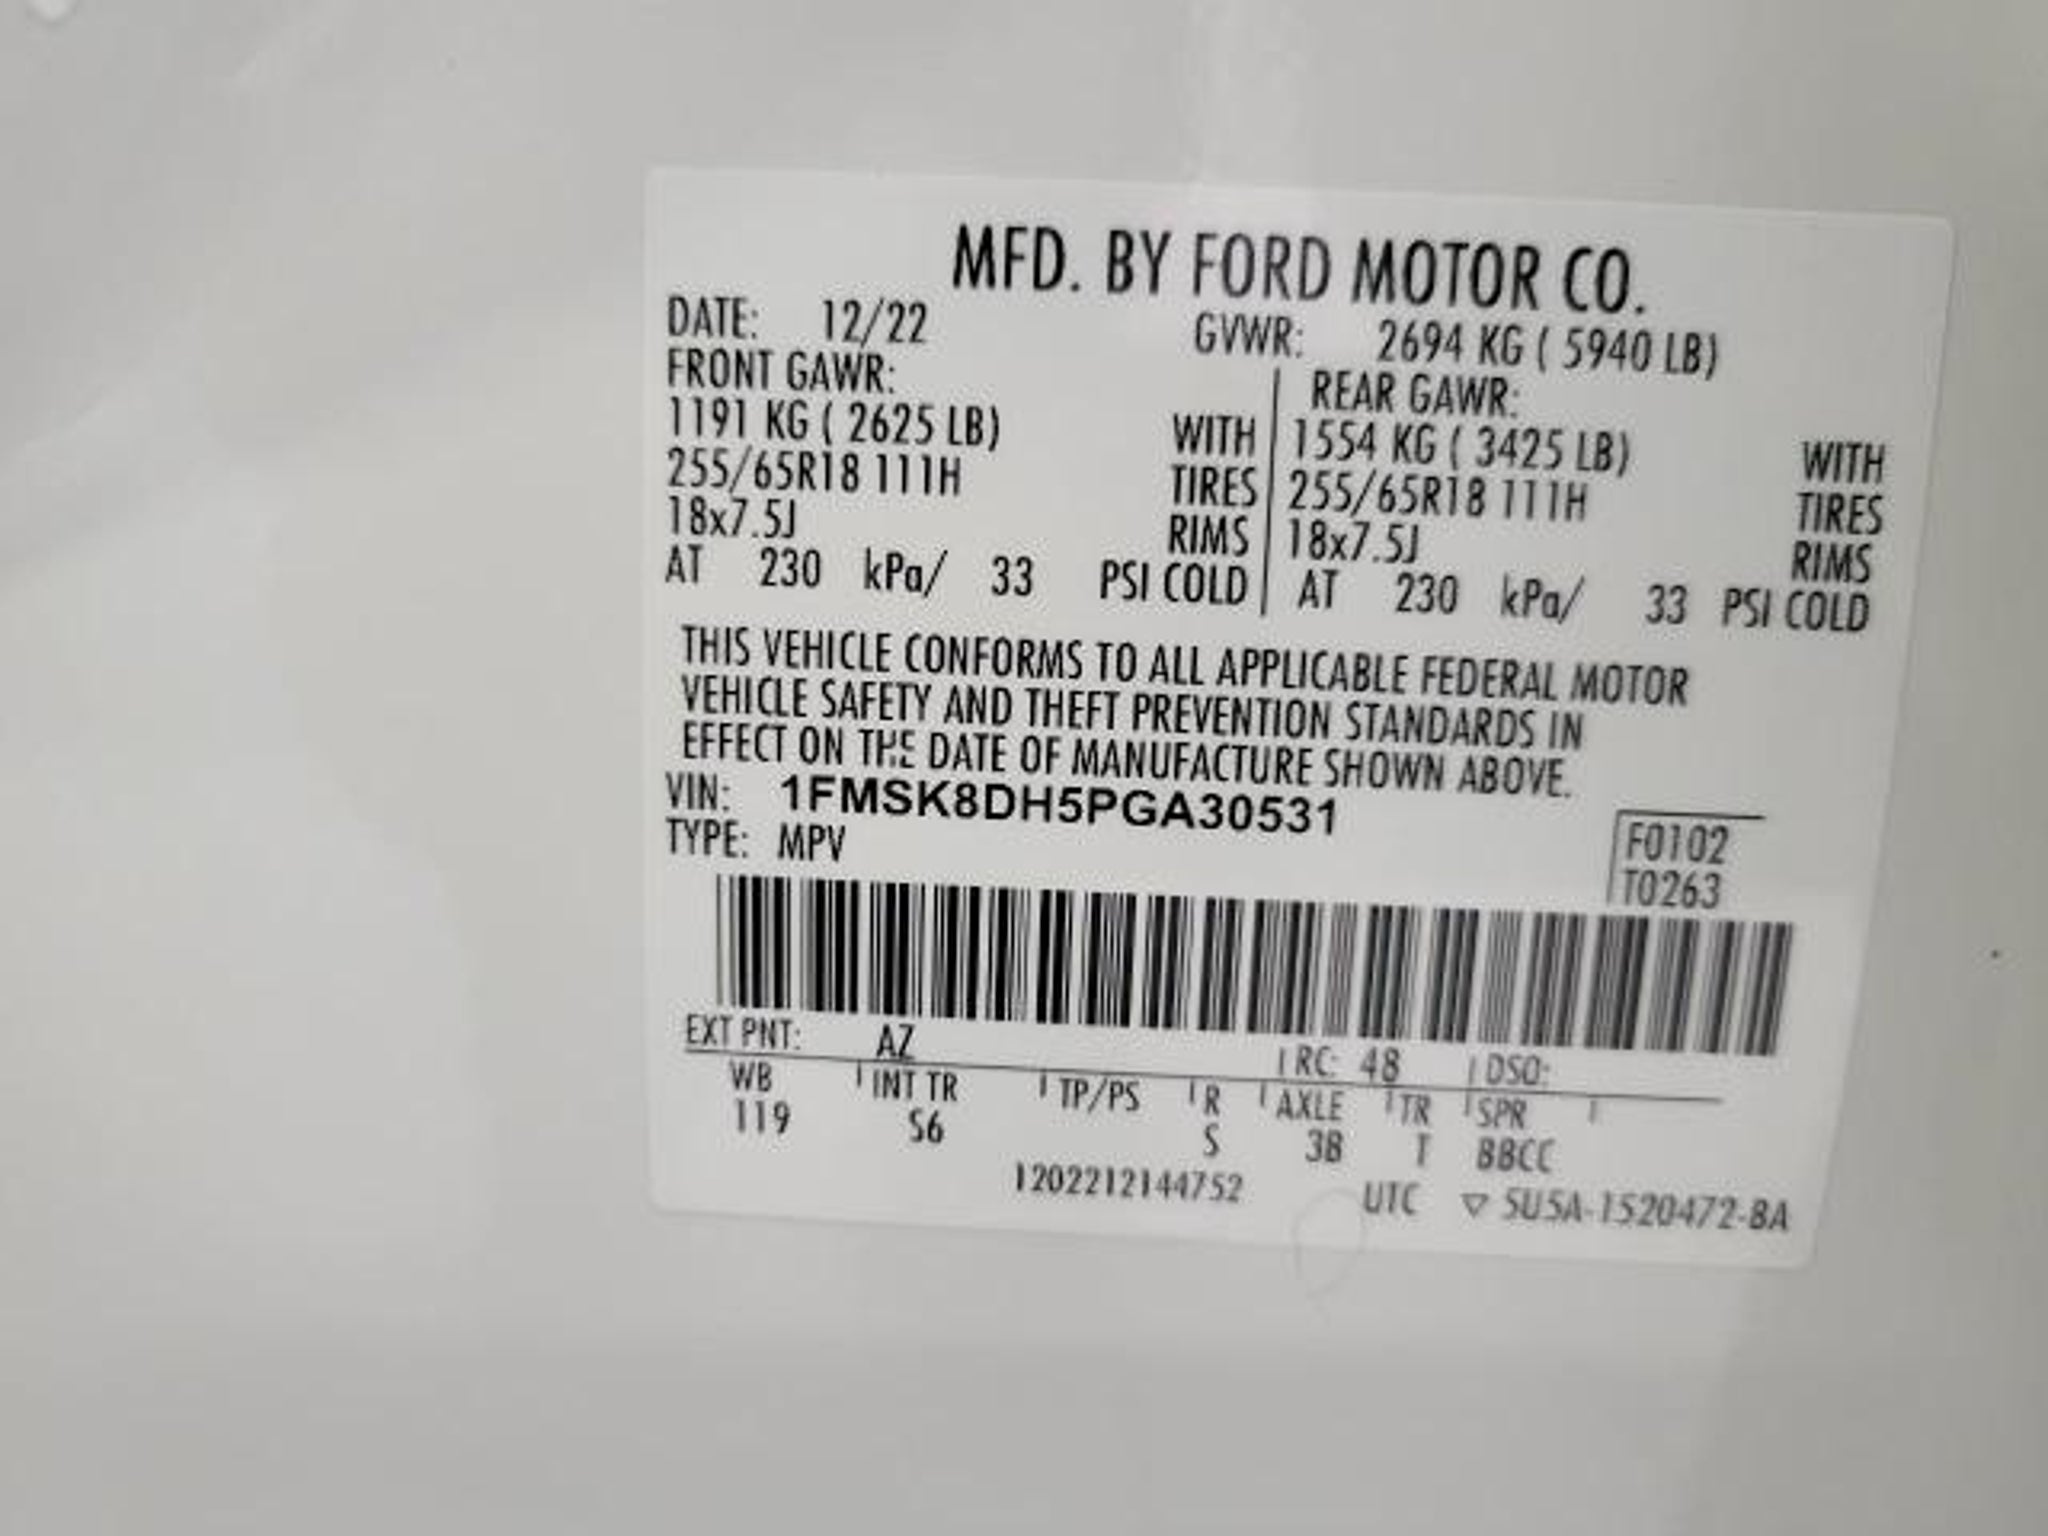 MFD. BY FORD MOTOR CO.
DATE: 12/22 GVWR: 2694 KG ( 5940 LB)
FRONT GAWR: REAR GAWR:
1191 KG ( 2625 LB) WITH 1554 KG ( 3425 LB) WITH
255/65R18 111H TIRES 255/65R18 111H TIRES
18x7.5J RIMS 18x7.5J RIMS
AT 230 kPa/ 33 PSI COLD AT 230 kPa/ 33 PSI COLD
THIS VEHICLE CONFORMS TO ALL APPLICABLE FEDERAL MOTOR
VEHICLE SAFETY AND THEFT PREVENTION STANDARDS IN
EFFECT ON THE DATE OF MANUFACTURE SHOWN ABOVE.
VIN: 1FMSK8DH5PGA30531
TYPE: MPV
F0102
T0263
EXT PNT: AZ RC: 48 DSO:
WB INT TR TP/PS R AXLE TR SPR
119 S6 S 3B T BBCC
1202212144752 UTC ▽ 5U5A-1520472-BA